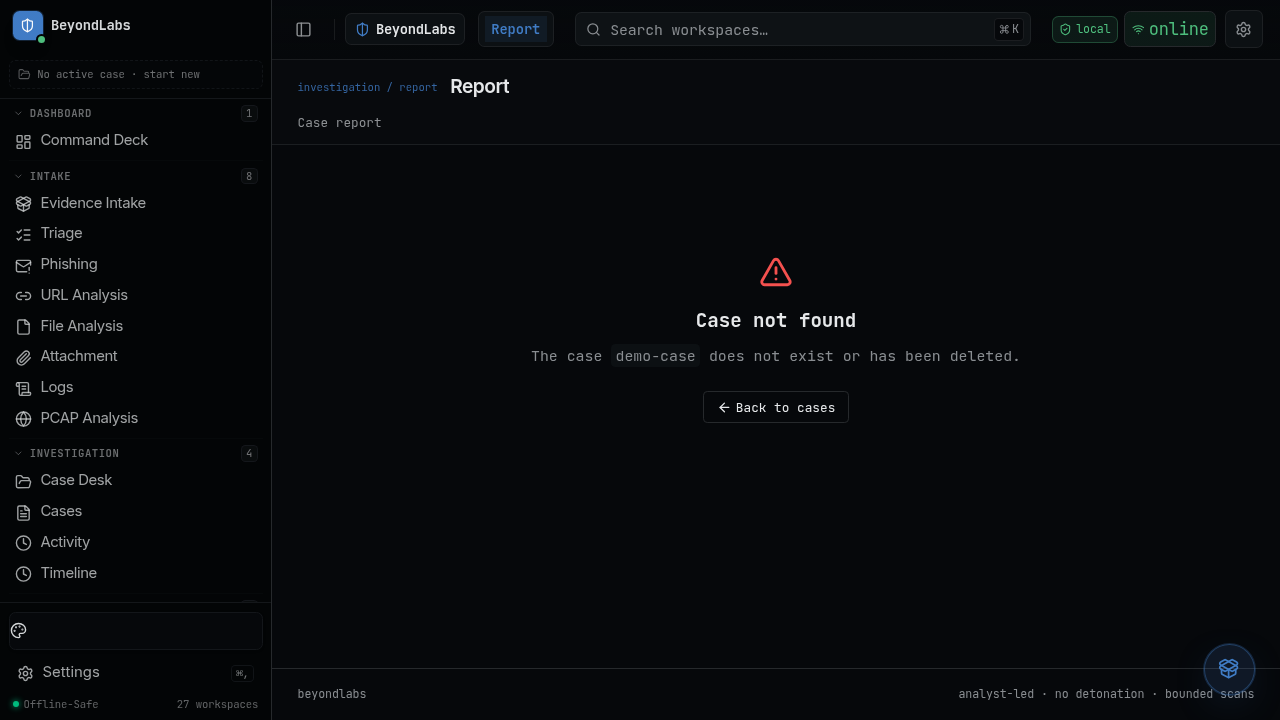 BeyondLabs
No active case · start new
DASHBOARD 1
Command Deck
INTAKE 8
Evidence Intake
Triage
Phishing
URL Analysis
File Analysis
Attachment
Logs
PCAP Analysis
INVESTIGATION 4
Case Desk
Cases
Activity
Timeline
Settings ⌘,
Offline-Safe 27 workspaces
BeyondLabs Report Search workspaces… ⌘K local online
investigation / report Report
Case report
Case not found
The case demo-case does not exist or has been deleted.
Back to cases
beyondlabs analyst-led · no detonation · bounded scans